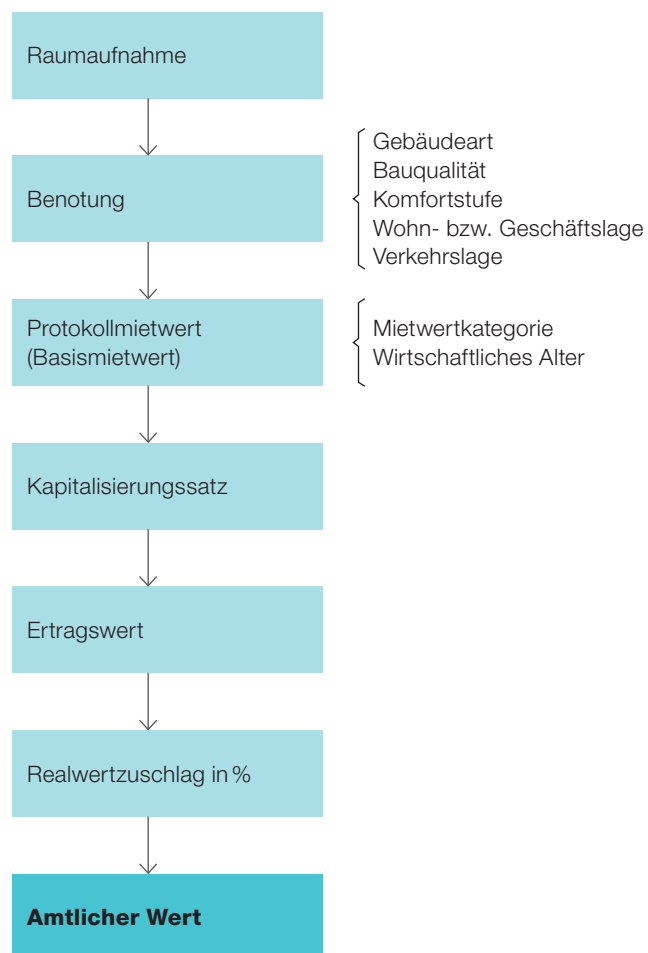 Raumaufnahme
Benotung
Gebäudeart
Bauqualität
Komfortstufe
Wohn- bzw. Geschäftslage
Verkehrslage
Protokollmietwert
(Basismietwert)
Mietwertkategorie
Wirtschaftliches Alter
Kapitalisierungssatz
Ertragswert
Realwertzuschlag in %
Amtlicher Wert